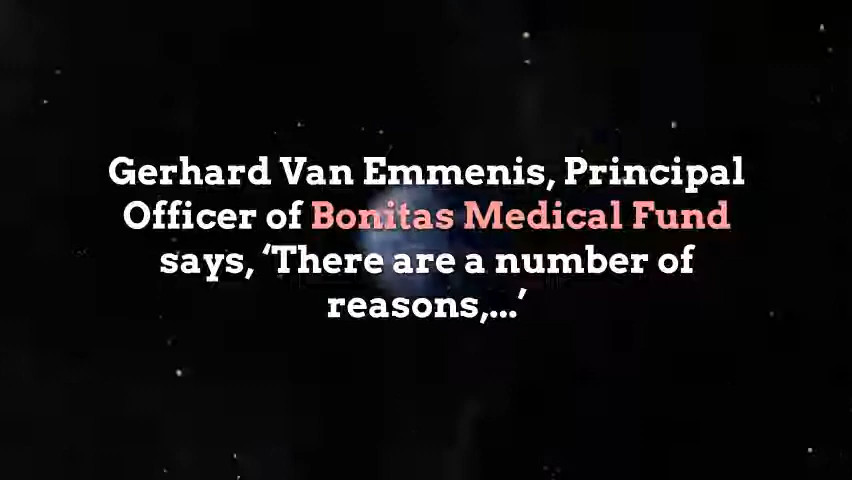 Gerhard Van Emmenis, Principal
Officer of Bonitas Medical Fund
says, ‘There are a number of
reasons,...’